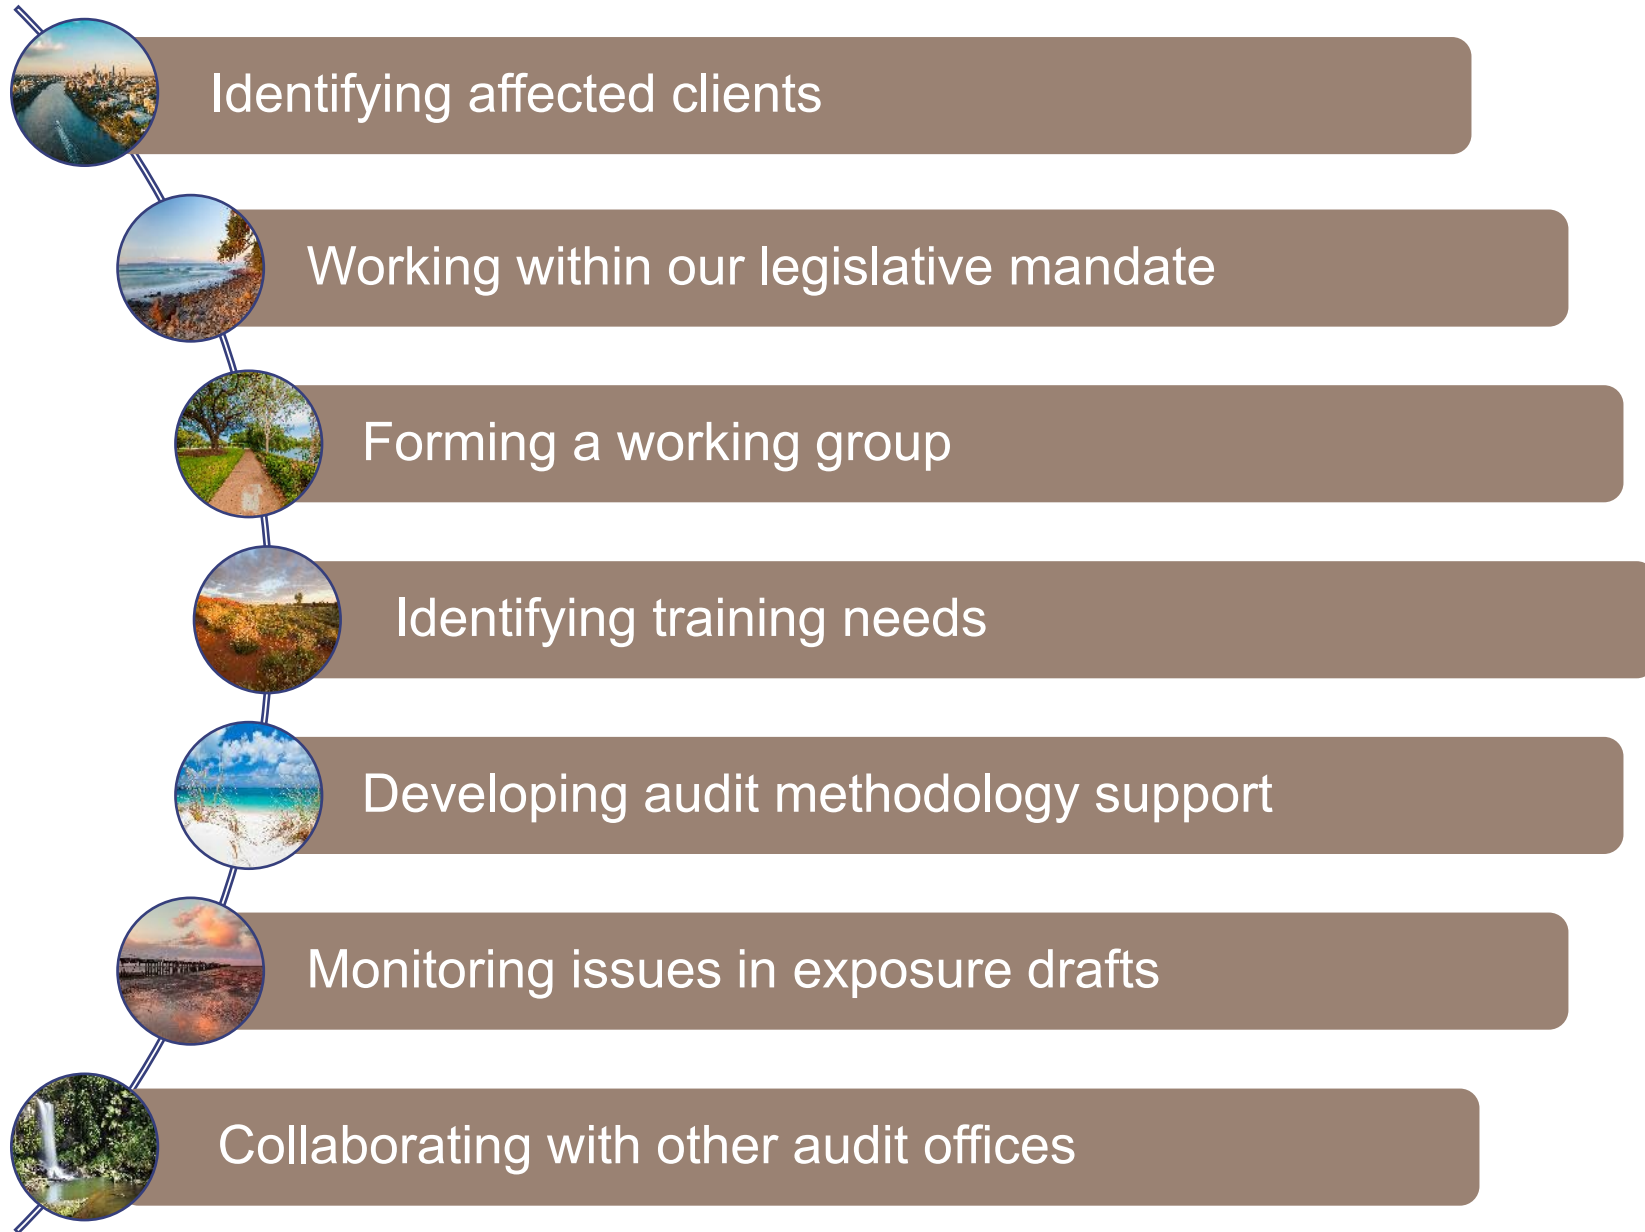 Identifying affected clients
Working within our legislative mandate
Forming a working group
Identifying training needs
Developing audit methodology support
Monitoring issues in exposure drafts
Collaborating with other audit offices